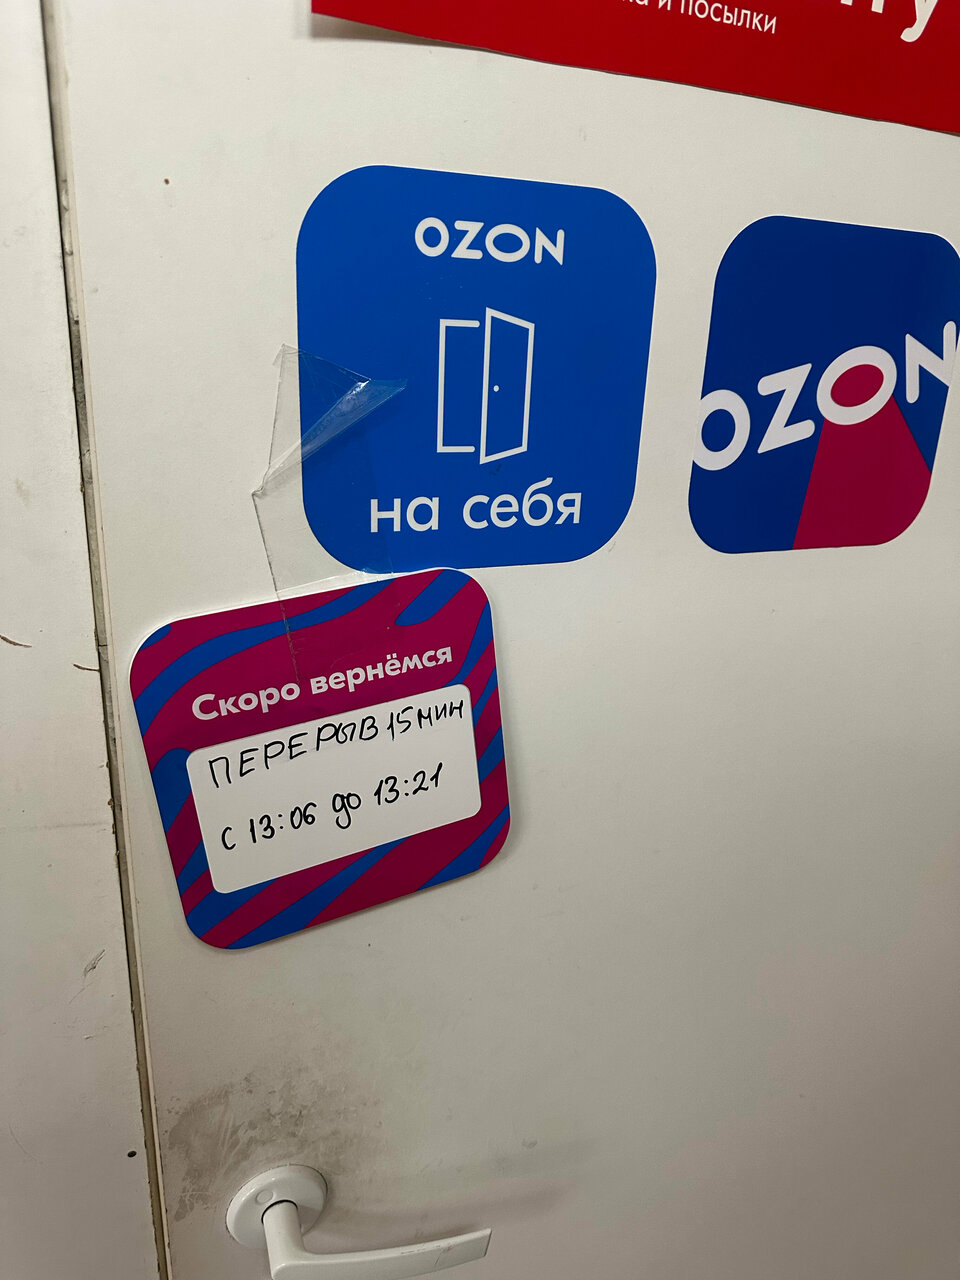 и посылки
OZON
на себя
OZON
Скоро вернёмся
ПЕРЕРЫВ 15 мин
с 13:06 до 13:21